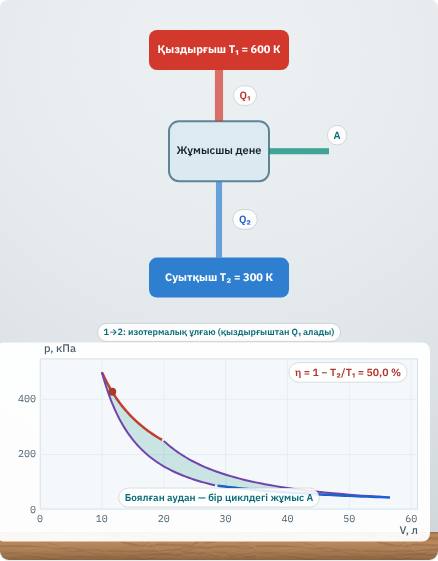 Қыздырғыш T₁ = 600 K
Q₁
A
Жұмысшы дене
Q₂
Суытқыш T₂ = 300 K
1→2: изотермалық ұлғаю (қыздырғыштан Q₁ алады)
p, кПа
η = 1 − T₂/T₁ = 50,0 %
400
200
Боялған аудан — бір циклдегі жұмыс A
0
0 10 20 30 40 50 60
V, л